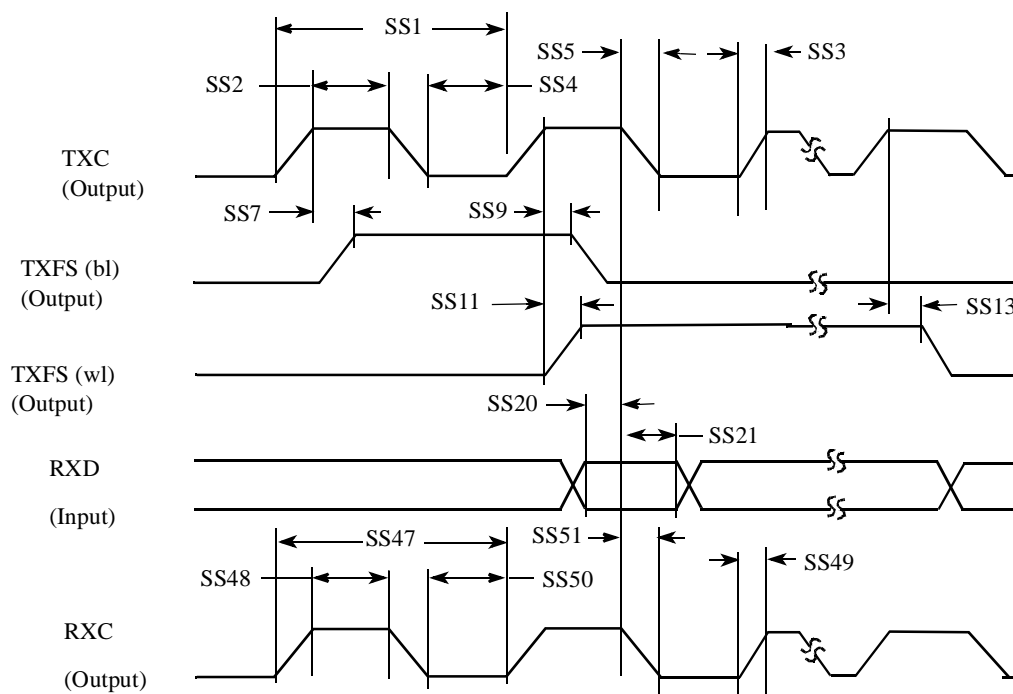 SS1
SS5
SS3
SS2
SS4
TXC
(Output)
SS7
SS9
TXFS (bl)
(Output)
SS11
SS13
TXFS (wl)
(Output)
SS20
SS21
RXD
(Input)
SS47
SS51
SS48
SS50
SS49
RXC
(Output)